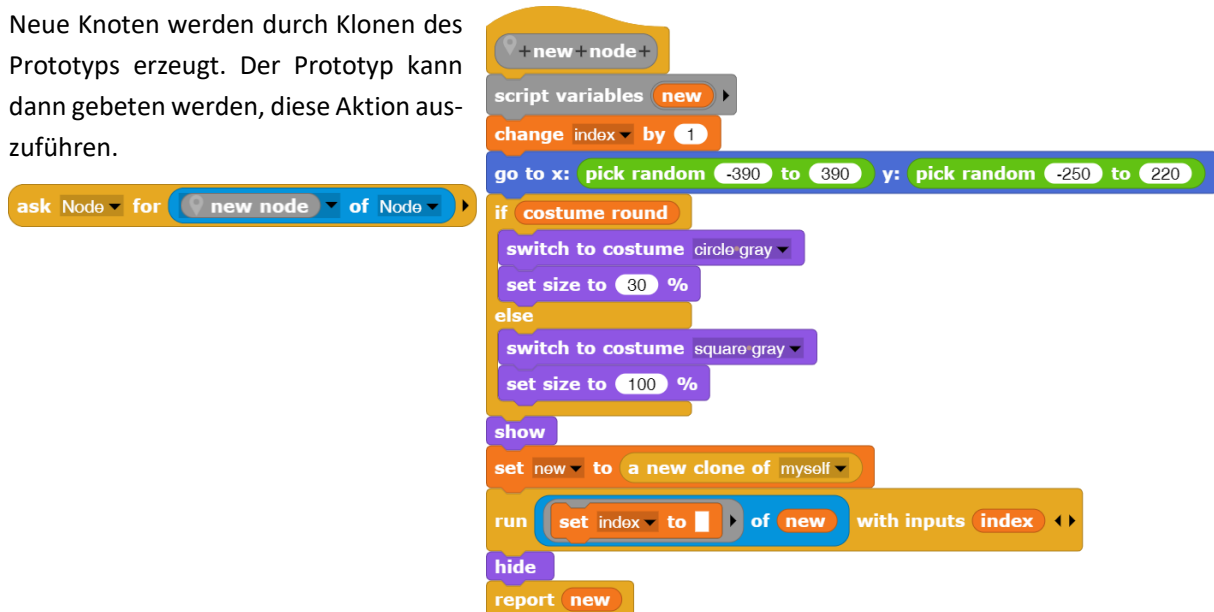 Neue Knoten werden durch Klonen des
Prototyps erzeugt. Der Prototyp kann
dann gebeten werden, diese Aktion aus-
zuführen.
ask Node for new node of Node
+new+node+
script variables new
change index by 1
go to x: pick random -390 to 390 y: pick random -250 to 220
if costume round
switch to costume circle gray
set size to 30 %
else
switch to costume square gray
set size to 100 %
show
set new to a new clone of myself
run set index to of new with inputs index
hide
report new